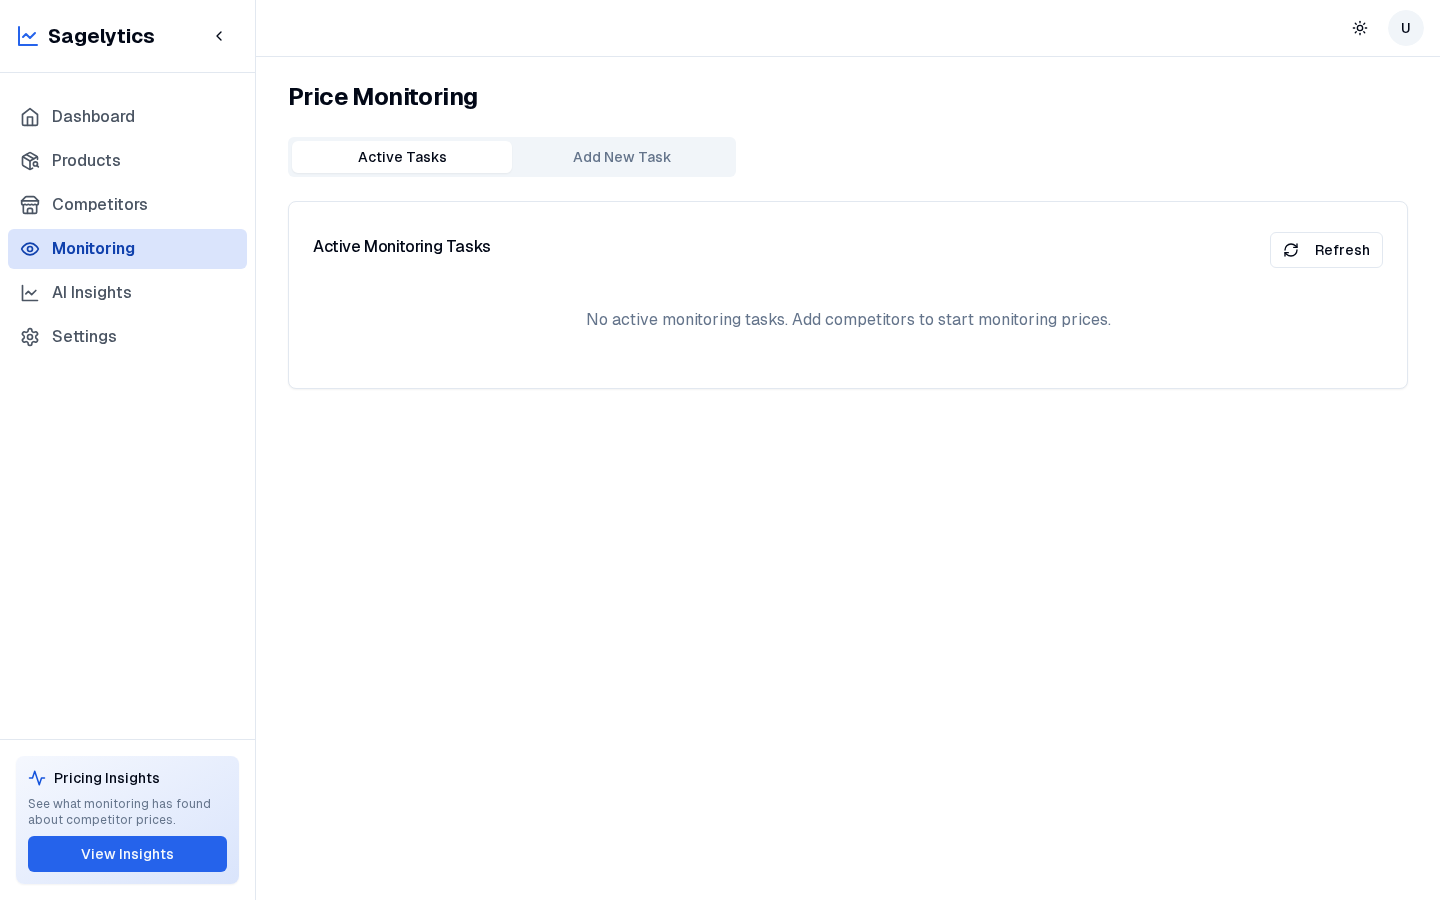 Sagelytics
U
Dashboard
Products
Competitors
Monitoring
AI Insights
Settings
Price Monitoring
Active Tasks
Add New Task
Active Monitoring Tasks
Refresh
No active monitoring tasks. Add competitors to start monitoring prices.
Pricing Insights
See what monitoring has found
about competitor prices.
View Insights